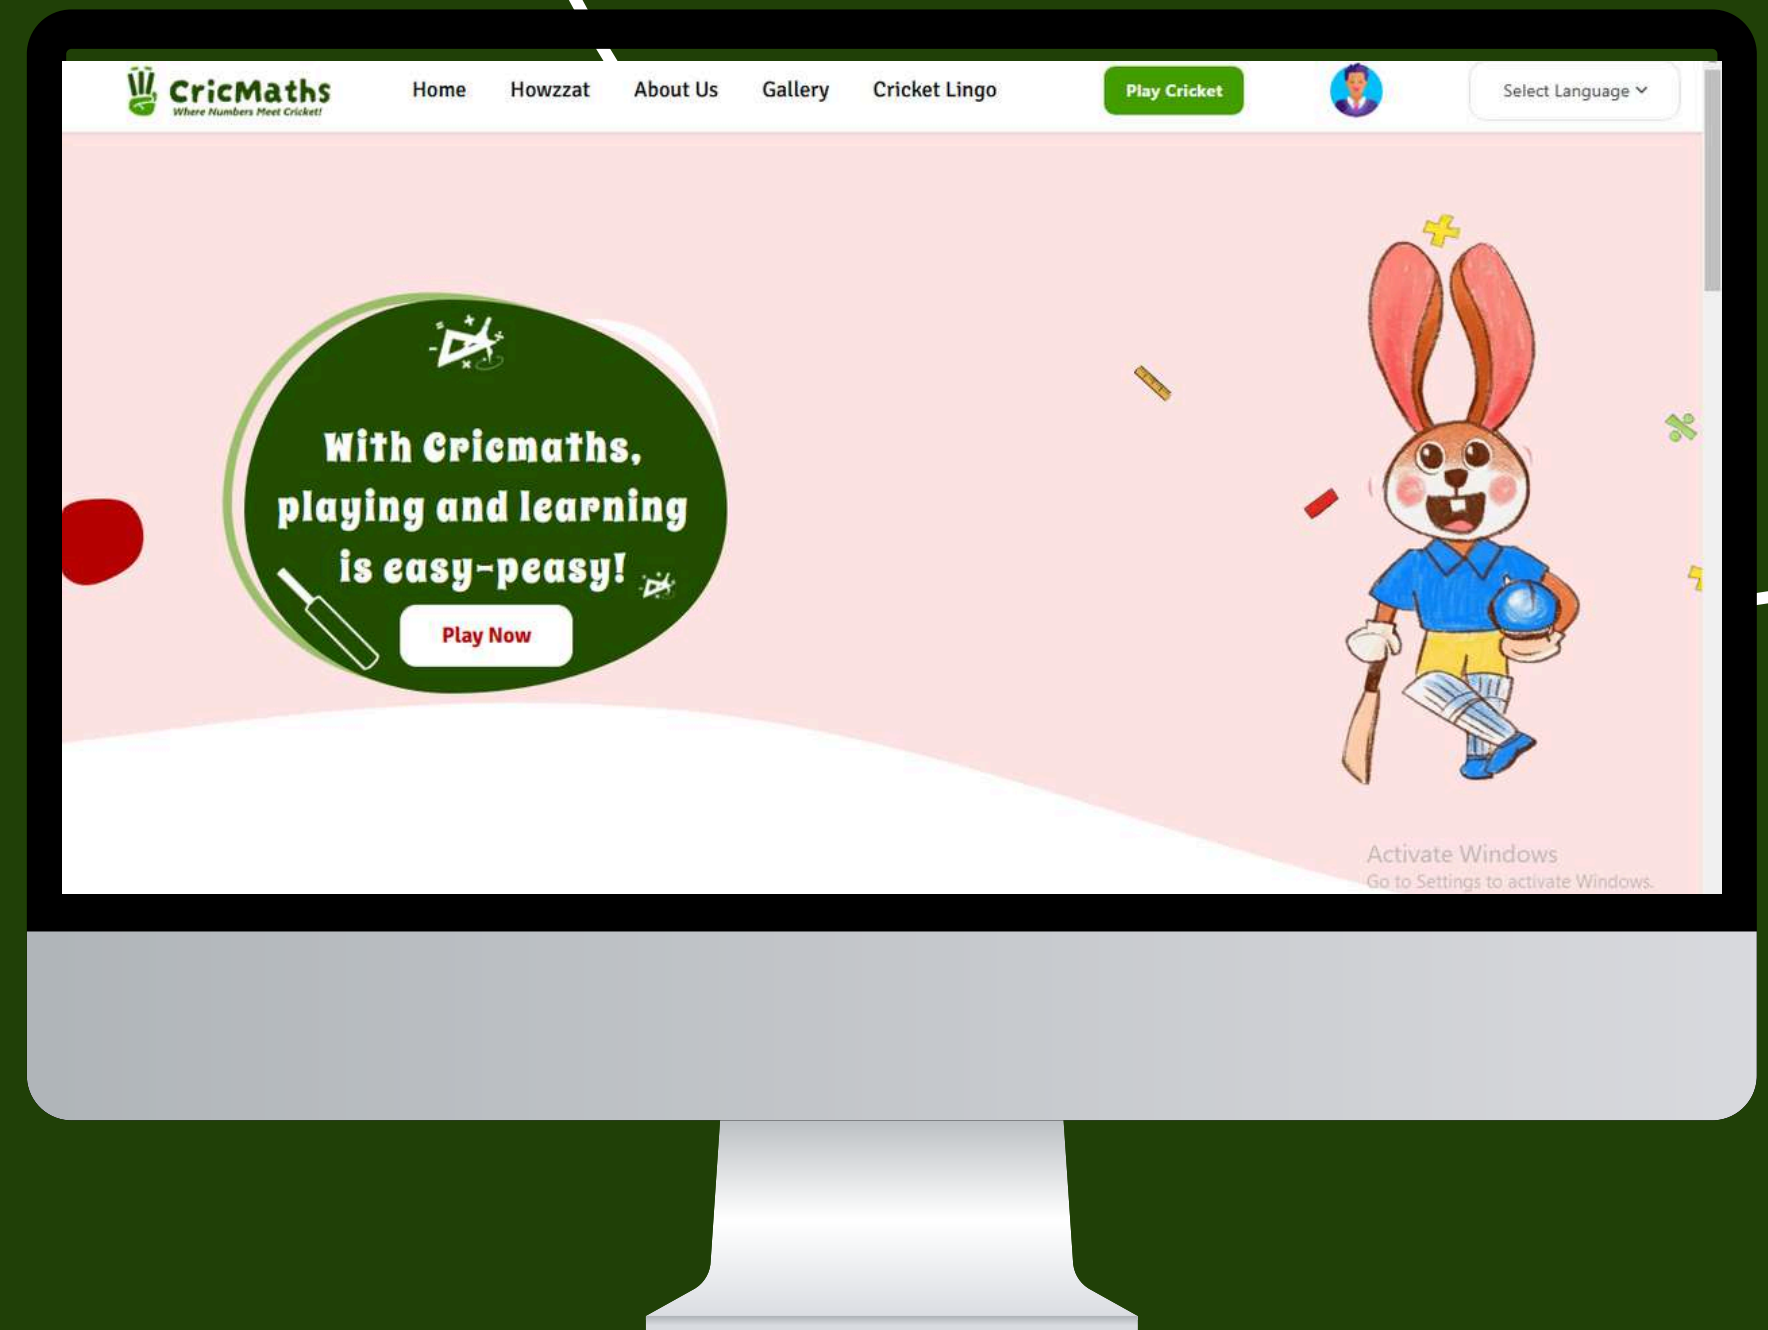 CricMaths
Where Numbers Meet Cricket!
Home
Howzzat
About Us
Gallery
Cricket Lingo
Play Cricket
Select Language
With Cricmaths,
playing and learning
is easy-peasy!
Play Now
Activate Windows
Go to Settings to activate Windows.